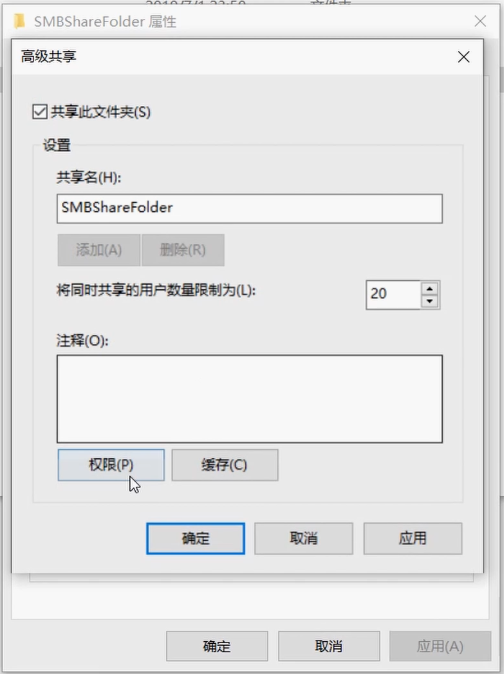 SMBShareFolder 属性
高级共享
共享此文件夹(S)
设置
共享名(H):
SMBShareFolder
添加(A) 删除(R)
将同时共享的用户数量限制为(L): 20
注释(O):
权限(P) 缓存(C)
确定 取消 应用
确定 取消 应用(A)